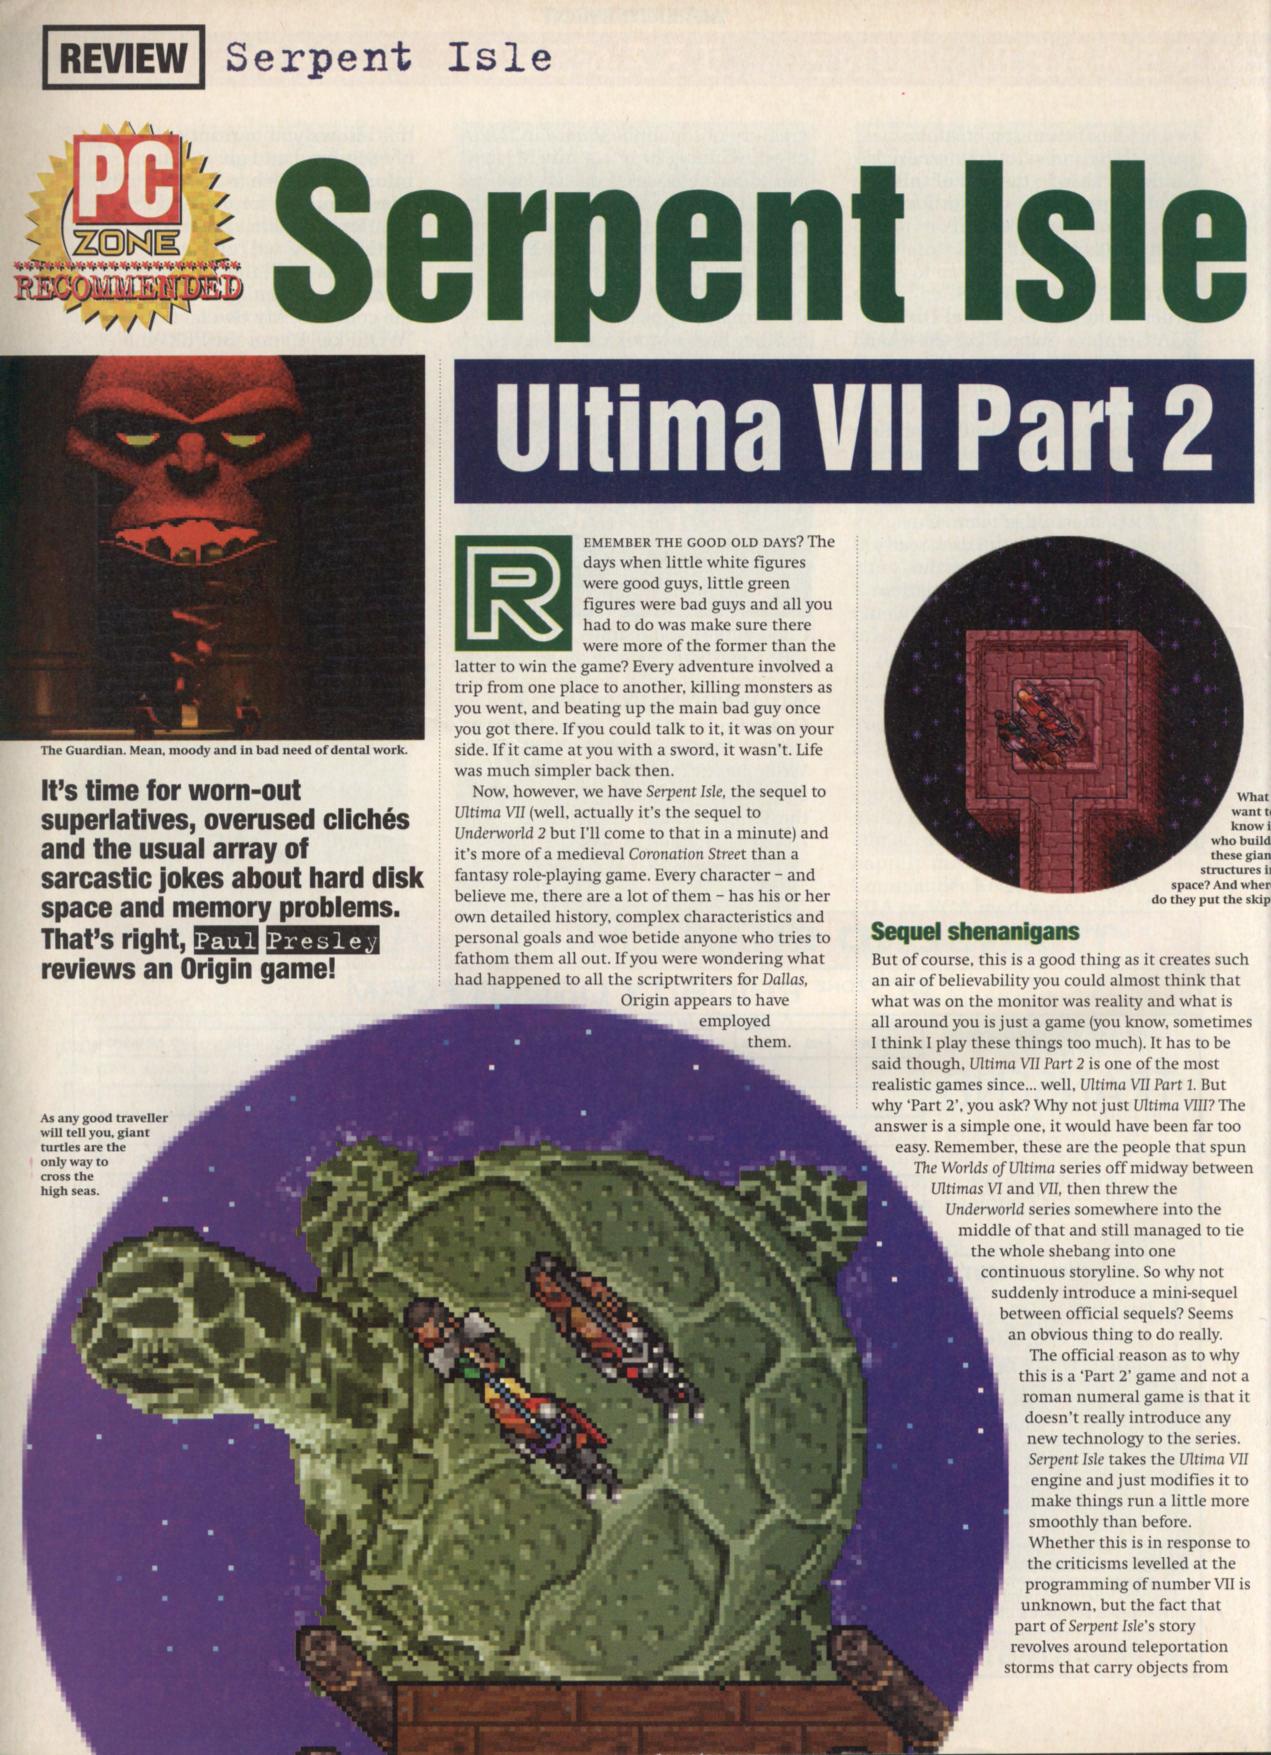 REVIEW Serpent Isle
PC
ZONE
RECOMMENDED
Serpent Isle
Ultima VII Part 2
The Guardian. Mean, moody and in bad need of dental work.
It's time for worn-out
superlatives, overused clichés
and the usual array of
sarcastic jokes about hard disk
space and memory problems.
That's right, Paul Presley
reviews an Origin game!
REMEMBER THE GOOD OLD DAYS? The
days when little white figures
were good guys, little green
figures were bad guys and all you
had to do was make sure there
were more of the former than the
latter to win the game? Every adventure involved a
trip from one place to another, killing monsters as
you went, and beating up the main bad guy once
you got there. If you could talk to it, it was on your
side. If it came at you with a sword, it wasn't. Life
was much simpler back then.
Now, however, we have Serpent Isle, the sequel to
Ultima VII (well, actually it's the sequel to
Underworld 2 but I'll come to that in a minute) and
it's more of a medieval Coronation Street than a
fantasy role-playing game. Every character – and
believe me, there are a lot of them – has his or her
own detailed history, complex characteristics and
personal goals and woe betide anyone who tries to
fathom them all out. If you were wondering what
had happened to all the scriptwriters for Dallas,
Origin appears to have
employed
them.
What
want
know
who build
these
structures
space? And
do they put the skip
Sequel shenanigans
But of course, this is a good thing as it creates such
an air of believability you could almost think that
what was on the monitor was reality and what is
all around you is just a game (you know, sometimes
I think I play these things too much). It has to be
said though, Ultima VII Part 2 is one of the most
realistic games since... well, Ultima VII Part 1. But
why 'Part 2', you ask? Why not just Ultima VIII? The
answer is a simple one, it would have been far too
easy. Remember, these are the people that spun
The Worlds of Ultima series off midway between
Ultimas VI and VII, then threw the
Underworld series somewhere into the
middle of that and still managed to tie
the whole shebang into one
continuous storyline. So why not
suddenly introduce a mini-sequel
between official sequels? Seems
an obvious thing to do really.
The official reason as to why
this is a 'Part 2' game and not a
roman numeral game is that it
doesn't really introduce any
new technology to the series.
Serpent Isle takes the Ultima VII
engine and just modifies it to
make things run a little more
smoothly than before.
Whether this is in response to
the criticisms levelled at the
programming of number VII is
unknown, but the fact that
part of Serpent Isle's story
revolves around teleportation
storms that carry objects from
As any good traveller
will tell you, giant
turtles are the
only way to
cross the
high seas.